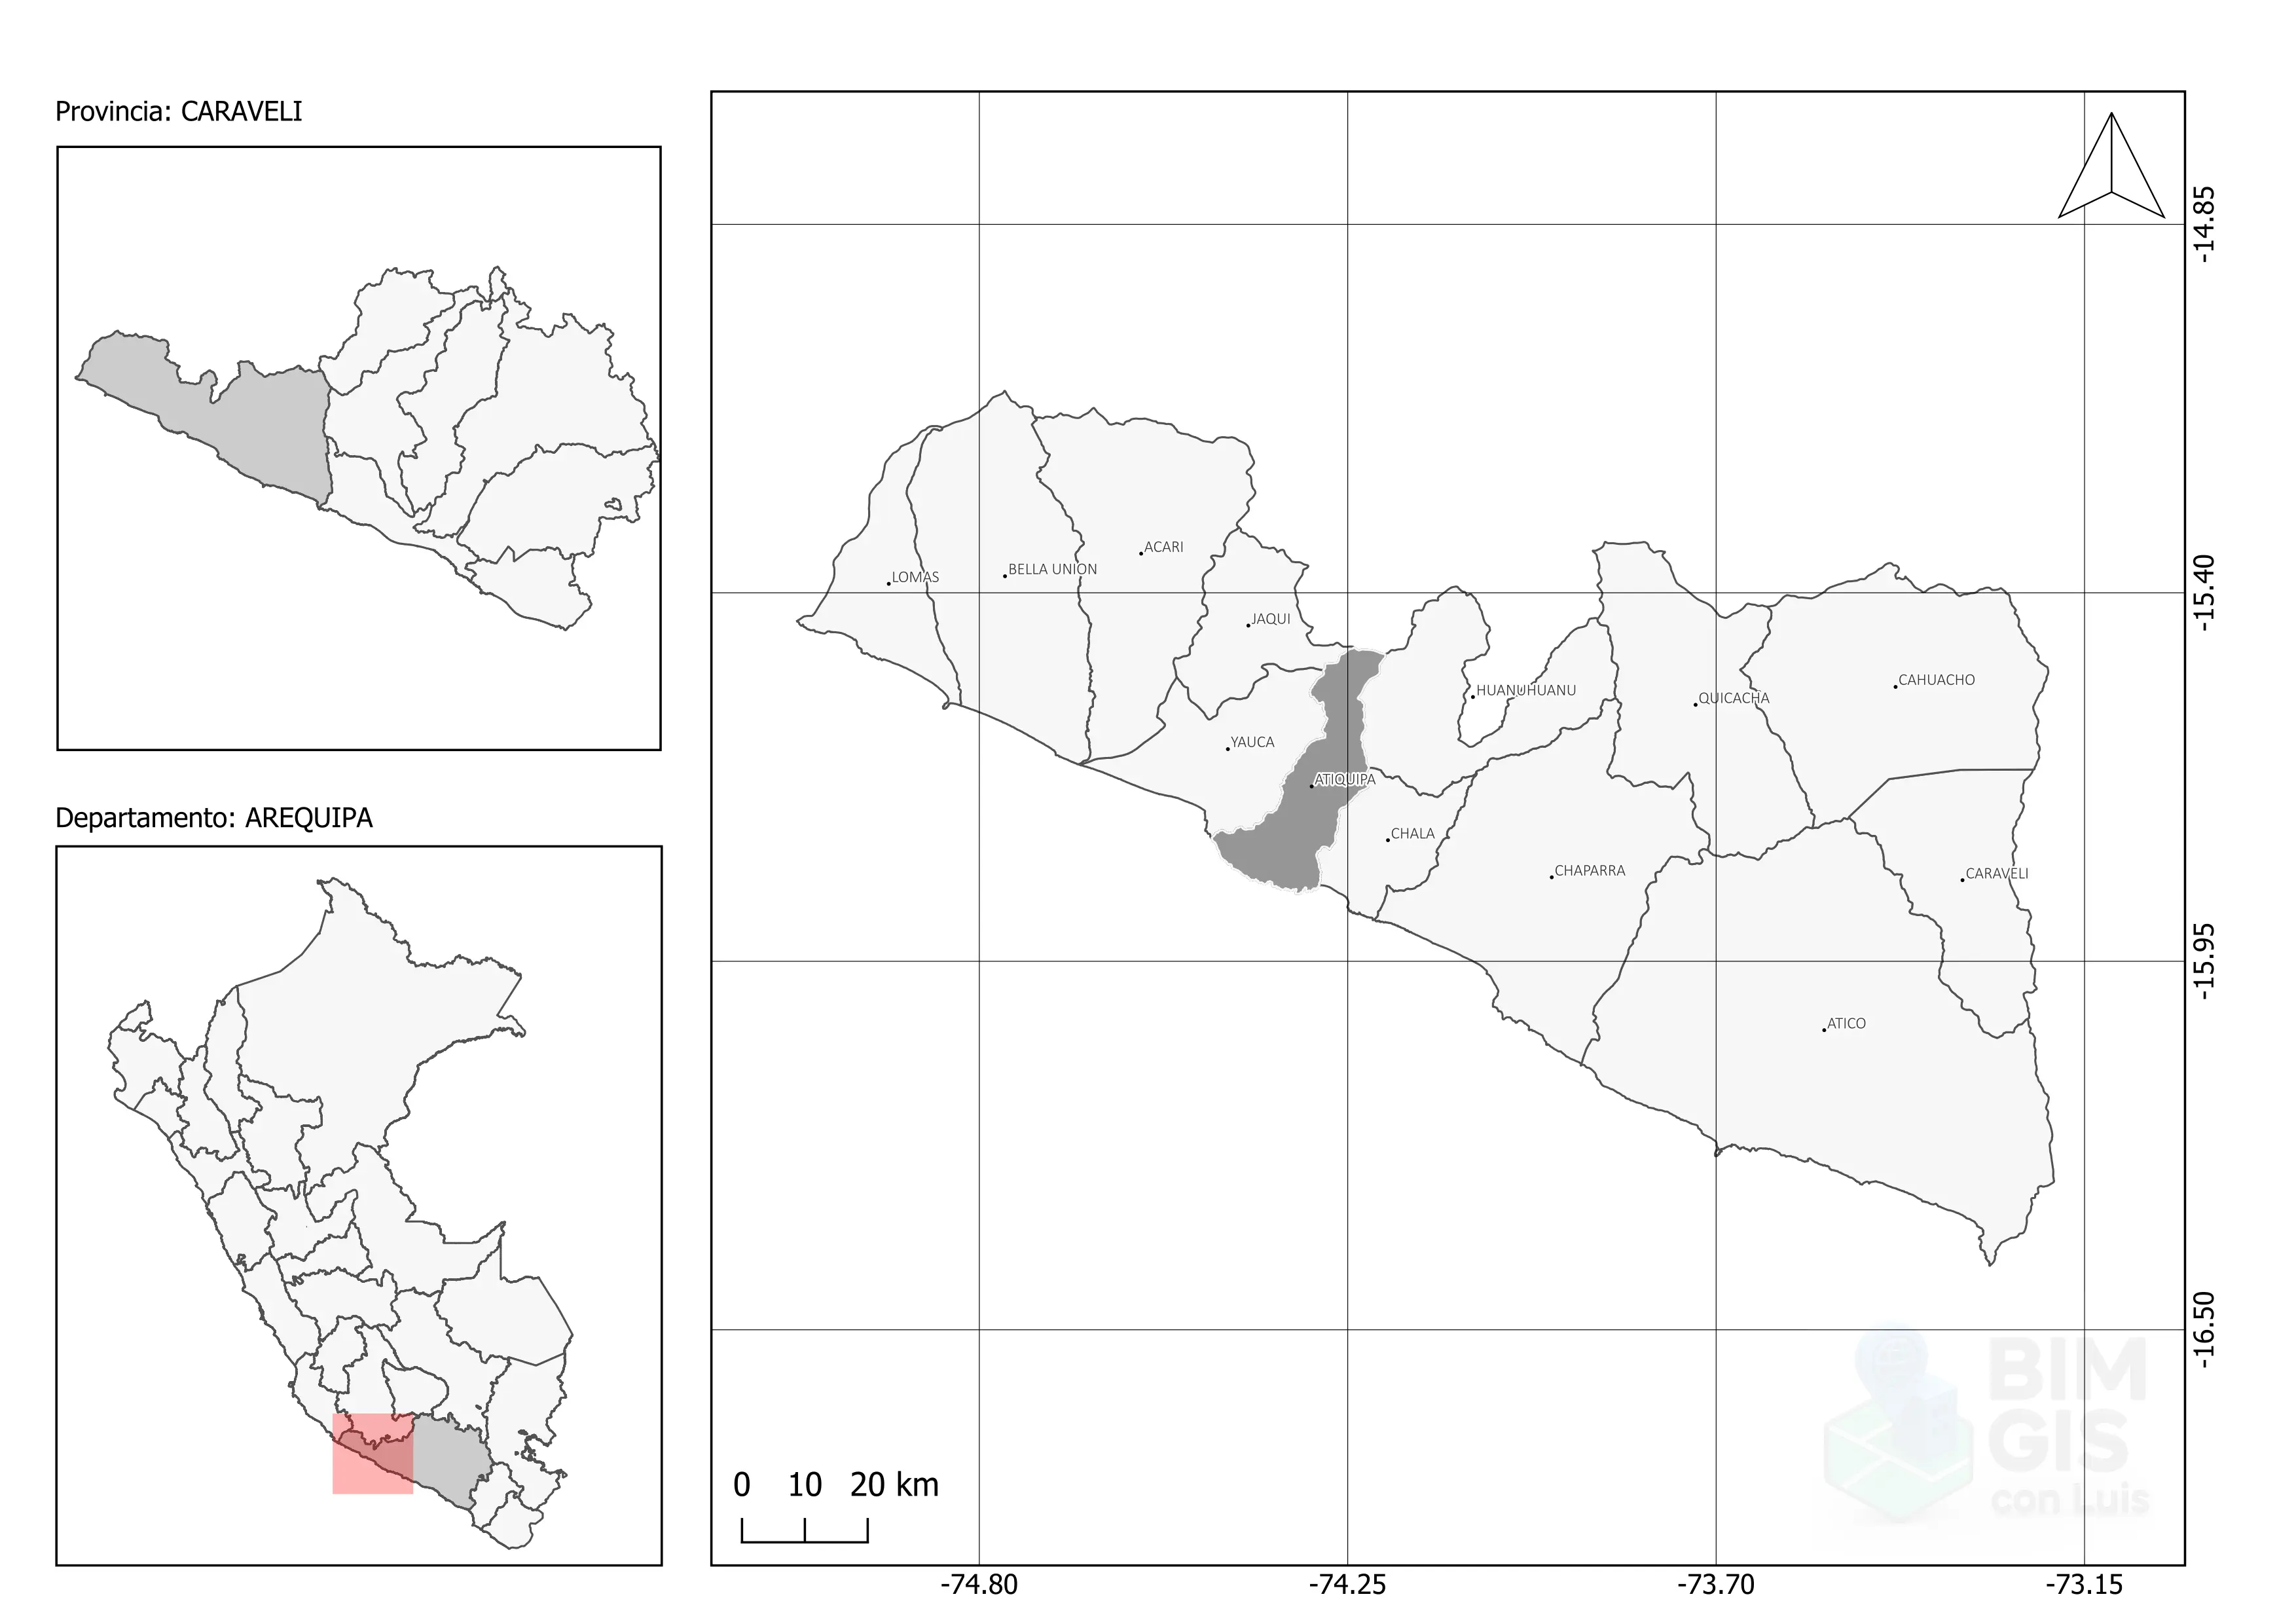 Provincia: CARAVELI
Departamento: AREQUIPA
LOMAS
BELLA UNION
ACARI
JAQUI
YAUCA
ATIQUIPA
HUANUHUANU
CHALA
CHAPARRA
QUICACHA
CAHUACHO
CARAVELI
ATICO
-14.85
-15.40
-15.95
-16.50
0 10 20 km
BIM
GIS
con Luis
-74.80 -74.25 -73.70 -73.15